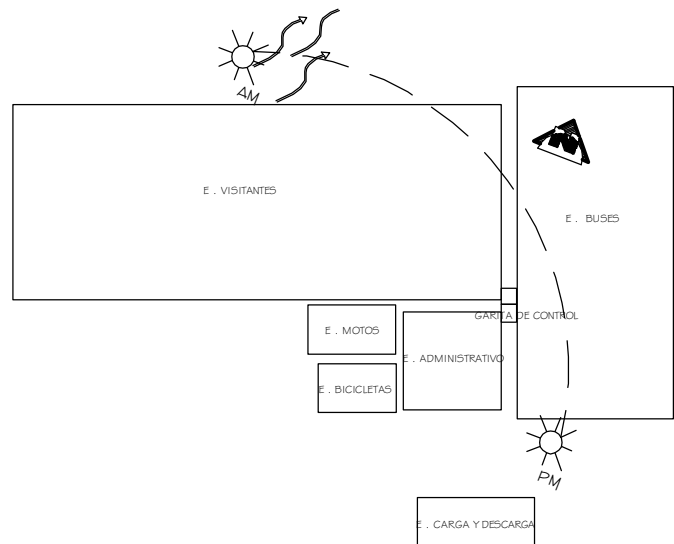 AM
E . VISITANTES
E . BUSES
GARITA DE CONTROL
E . MOTOS
E . ADMINISTRATIVO
E . BICICLETAS
PM
E . CARGA Y DESCARGA